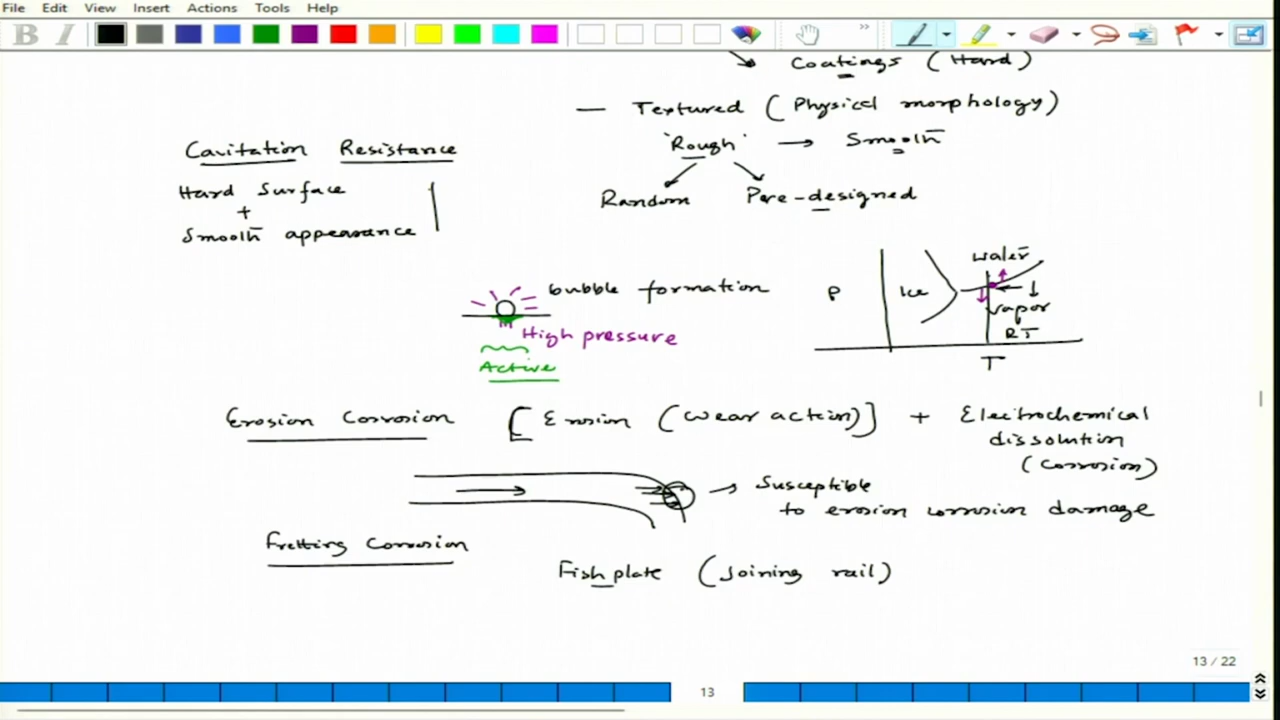 File Edit View Insert Actions Tools Help
B I
Coatings (Hard)
— Textured (Physical morphology)
'Rough' → Smooth
Random Pre-designed
Cavitation Resistance
Hard Surface
+
Smooth appearance
bubble formation
High pressure
Active
P Ice water
vapor
RT
T
Erosion Corrosion [Erosion (wear action)] + Electrochemical
dissolution
(Corrosion)
→ Susceptible
to erosion corrosion damage
Fretting Corrosion
Fishplate (Joining rail)
13 / 22
13